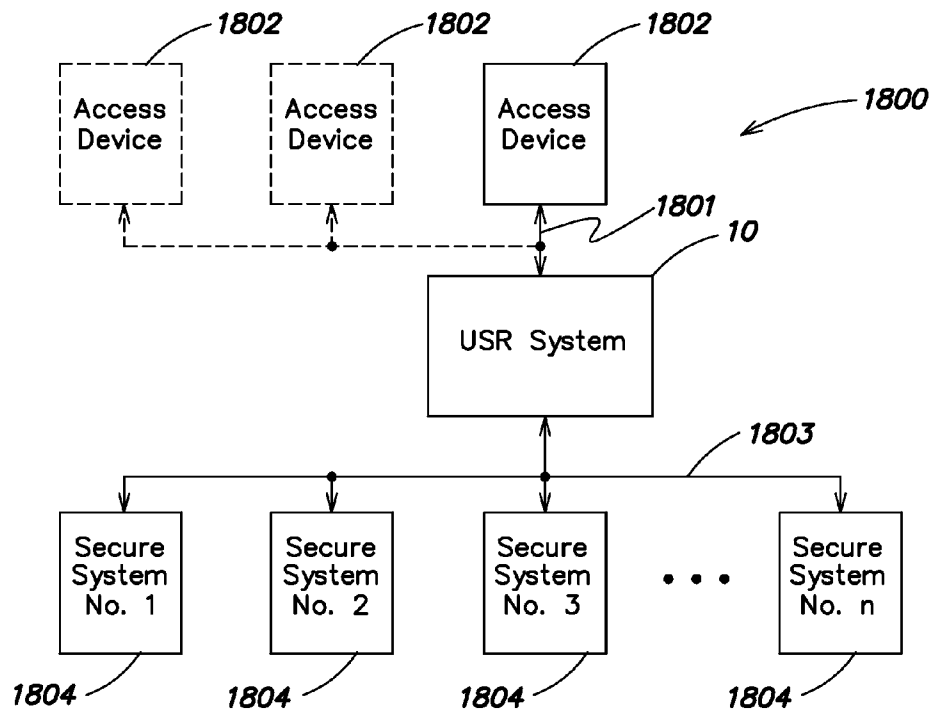 1802
1802
1802
Access
Device
Access
Device
Access
Device
1800
1801
10
USR System
1803
Secure
System
No. 1
Secure
System
No. 2
Secure
System
No. 3
Secure
System
No. n
1804
1804
1804
1804